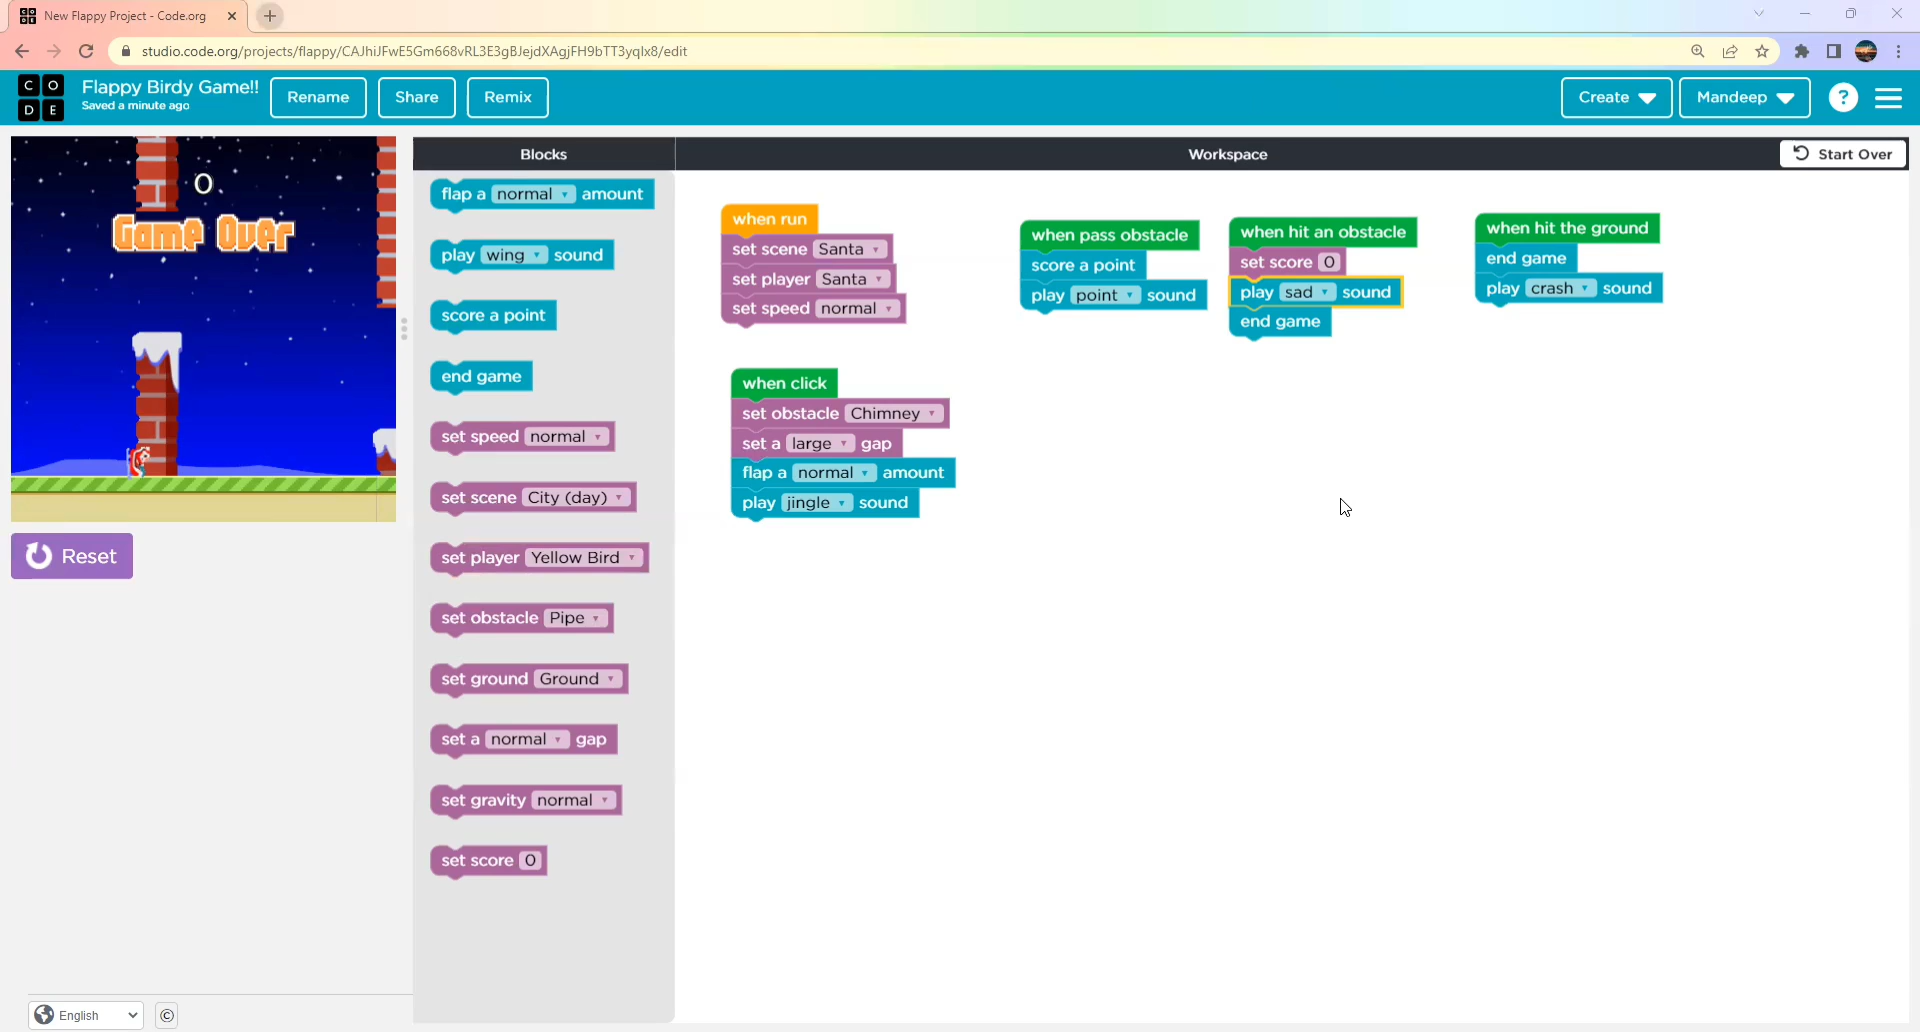 New Flappy Project - Code.org
studio.code.org/projects/flappy/CAJhiJFwE5Gm668vRL3E3gBJejdXAgjFH9bTT3yqlx8/edit
C O
D E
Flappy Birdy Game!!
Saved a minute ago
Rename
Share
Remix
Create
Mandeep
?
0
Game Over
Reset
Blocks
flap a normal amount
play wing sound
score a point
end game
set speed normal
set scene City (day)
set player Yellow Bird
set obstacle Pipe
set ground Ground
set a normal gap
set gravity normal
set score 0
Workspace
Start Over
when run
set scene Santa
set player Santa
set speed normal
when click
set obstacle Chimney
set a large gap
flap a normal amount
play jingle sound
when pass obstacle
score a point
play point sound
when hit an obstacle
set score 0
play sad sound
end game
when hit the ground
end game
play crash sound
English
©